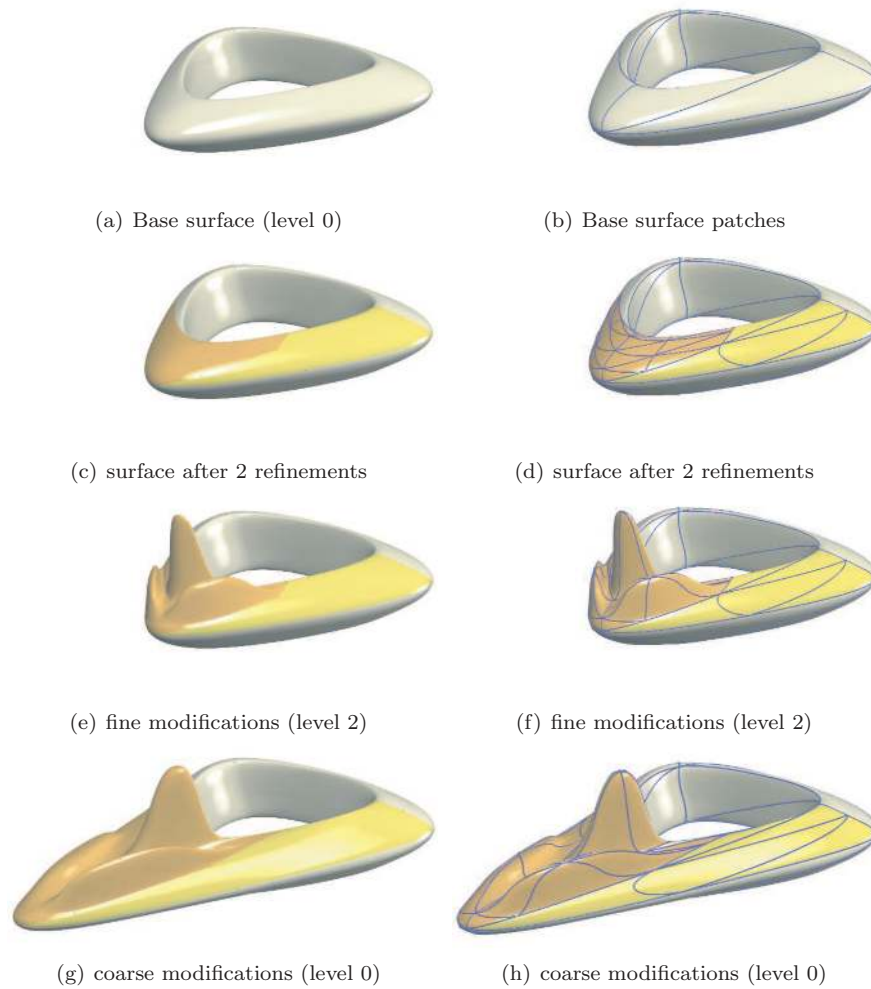 (a) Base surface (level 0)
(b) Base surface patches
(c) surface after 2 refinements
(d) surface after 2 refinements
(e) fine modifications (level 2)
(f) fine modifications (level 2)
(g) coarse modifications (level 0)
(h) coarse modifications (level 0)